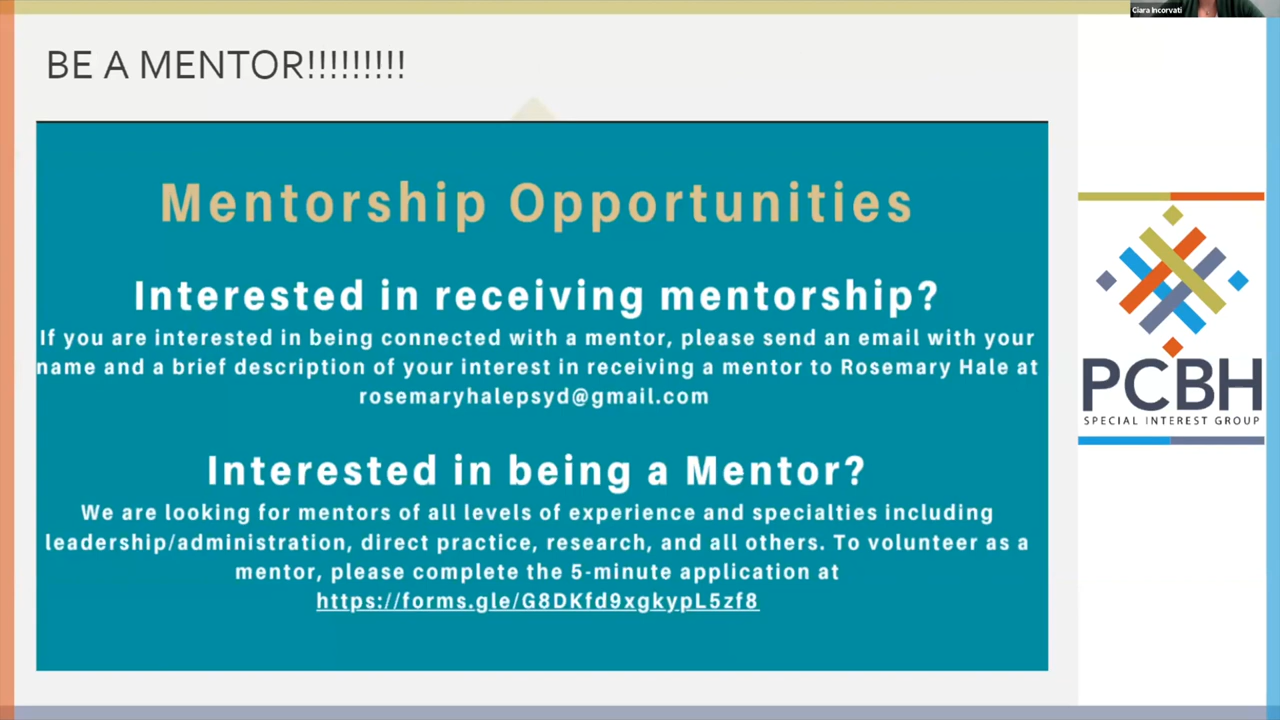 Ciara Incorvati
BE A MENTOR!!!!!!!!!
Mentorship Opportunities
Interested in receiving mentorship?
If you are interested in being connected with a mentor, please send an email with your
name and a brief description of your interest in receiving a mentor to Rosemary Hale at
rosemaryhalepsyd@gmail.com
Interested in being a Mentor?
We are looking for mentors of all levels of experience and specialties including
leadership/administration, direct practice, research, and all others. To volunteer as a
mentor, please complete the 5-minute application at
https://forms.gle/G8DKfd9xgkypL5zf8
PCBH
SPECIAL INTEREST GROUP